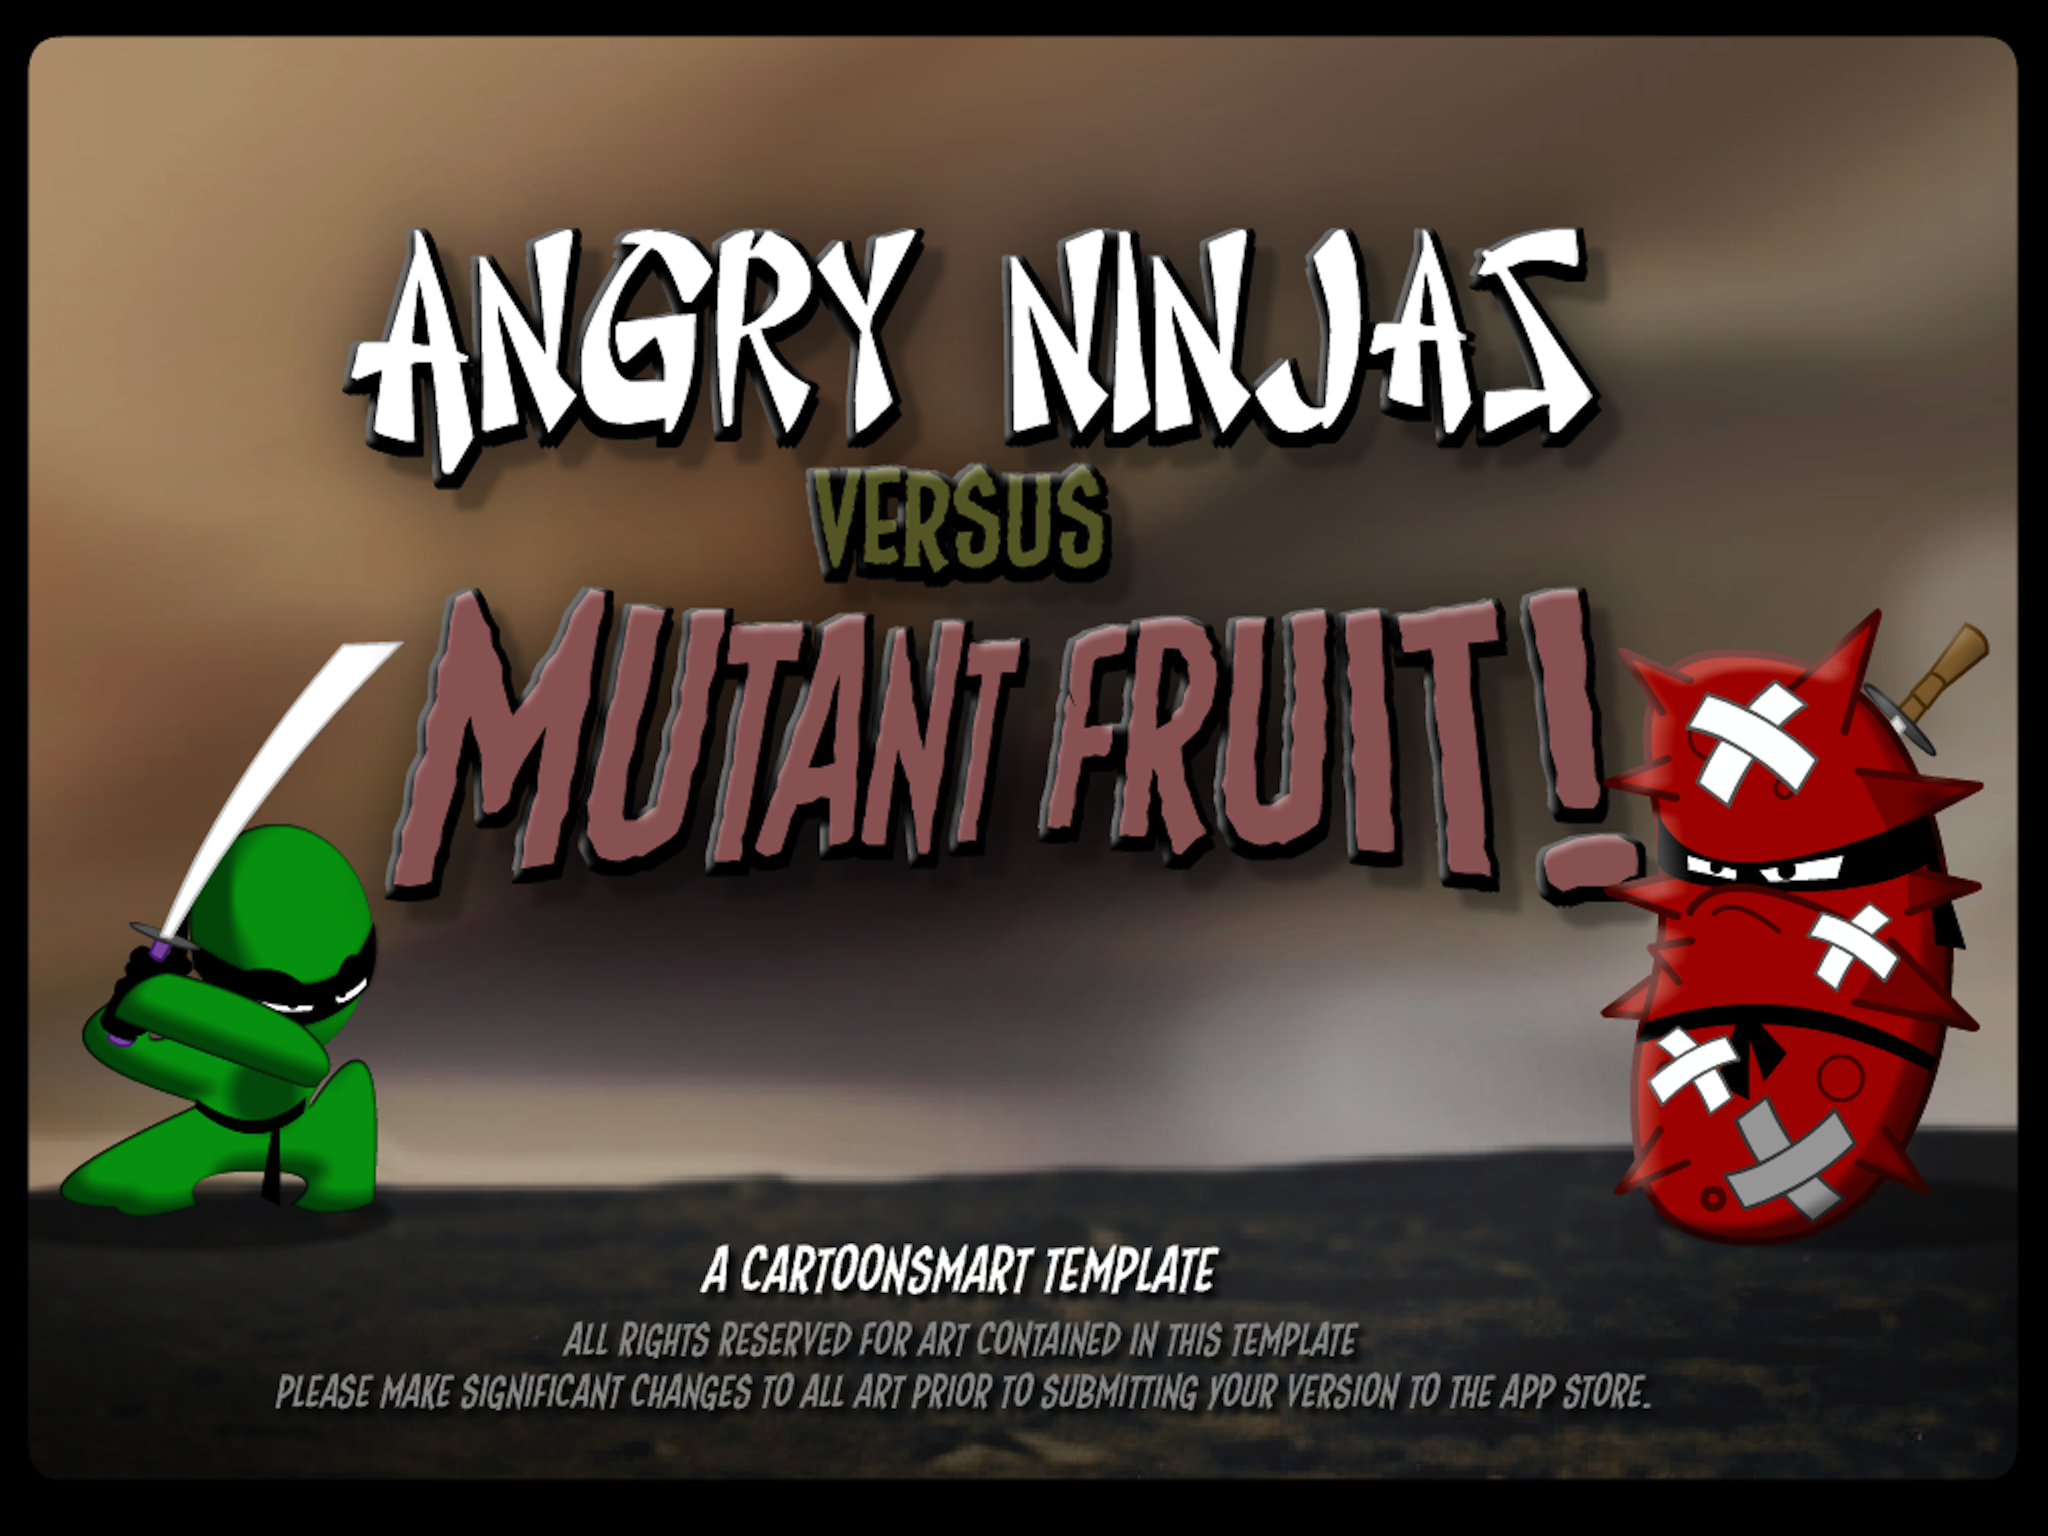 ANGRY NINJAS
VERSUS
MUTANT FRUIT!
A CARTOONSMART TEMPLATE
ALL RIGHTS RESERVED FOR ART CONTAINED IN THIS TEMPLATE
PLEASE MAKE SIGNIFICANT CHANGES TO ALL ART PRIOR TO SUBMITTING YOUR VERSION TO THE APP STORE.